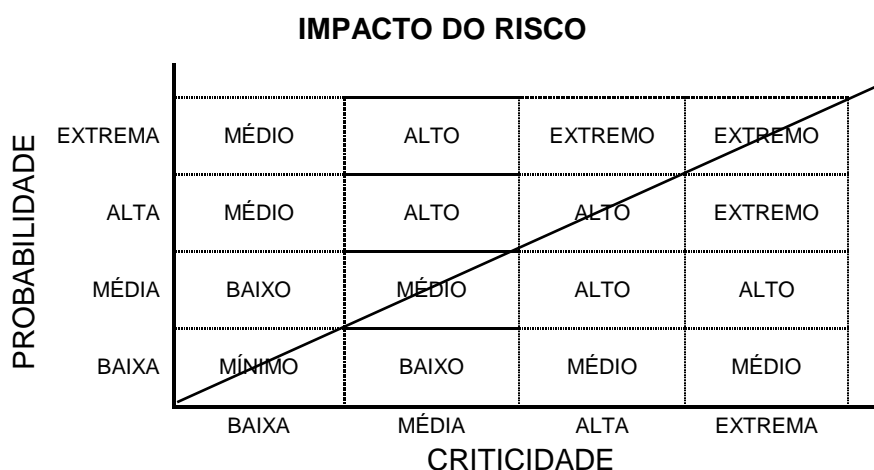 IMPACTO DO RISCO
PROBABILIDADE
EXTREMA MÉDIO ALTO EXTREMO EXTREMO
ALTA MÉDIO ALTO ALTO EXTREMO
MÉDIA BAIXO MÉDIO ALTO ALTO
BAIXA MÍNIMO BAIXO MÉDIO MÉDIO
BAIXA MÉDIA ALTA EXTREMA
CRITICIDADE